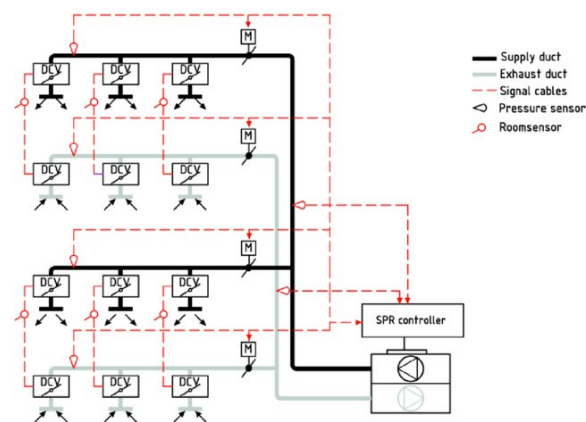 M
DCV DCV DCV
M
DCV DCV DCV
M
DCV DCV DCV
M
DCV DCV DCV
Supply duct
Exhaust duct
Signal cables
Pressure sensor
Roomsensor
SPR controller